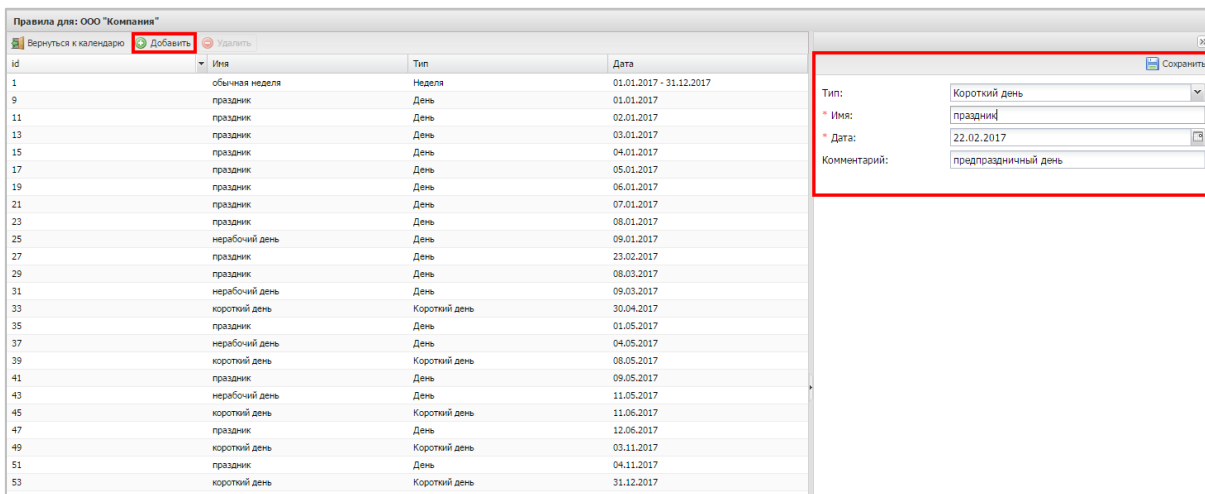 Правила для: ООО "Компания"
Вернуться к календарю Добавить Удалить
id Имя Тип Дата
1 обычная неделя Неделя 01.01.2017 - 31.12.2017
9 праздник День 01.01.2017
11 праздник День 02.01.2017
13 праздник День 03.01.2017
15 праздник День 04.01.2017
17 праздник День 05.01.2017
19 праздник День 06.01.2017
21 праздник День 07.01.2017
23 праздник День 08.01.2017
25 нерабочий день День 09.01.2017
27 праздник День 23.02.2017
29 праздник День 08.03.2017
31 нерабочий день День 09.03.2017
33 короткий день Короткий день 30.04.2017
35 праздник День 01.05.2017
37 нерабочий день День 04.05.2017
39 короткий день Короткий день 08.05.2017
41 праздник День 09.05.2017
43 нерабочий день День 11.05.2017
45 короткий день Короткий день 11.06.2017
47 праздник День 12.06.2017
49 короткий день Короткий день 03.11.2017
51 праздник День 04.11.2017
53 короткий день Короткий день 31.12.2017
Сохранить
Тип: Короткий день
* Имя: праздник
* Дата: 22.02.2017
Комментарий: предпраздничный день